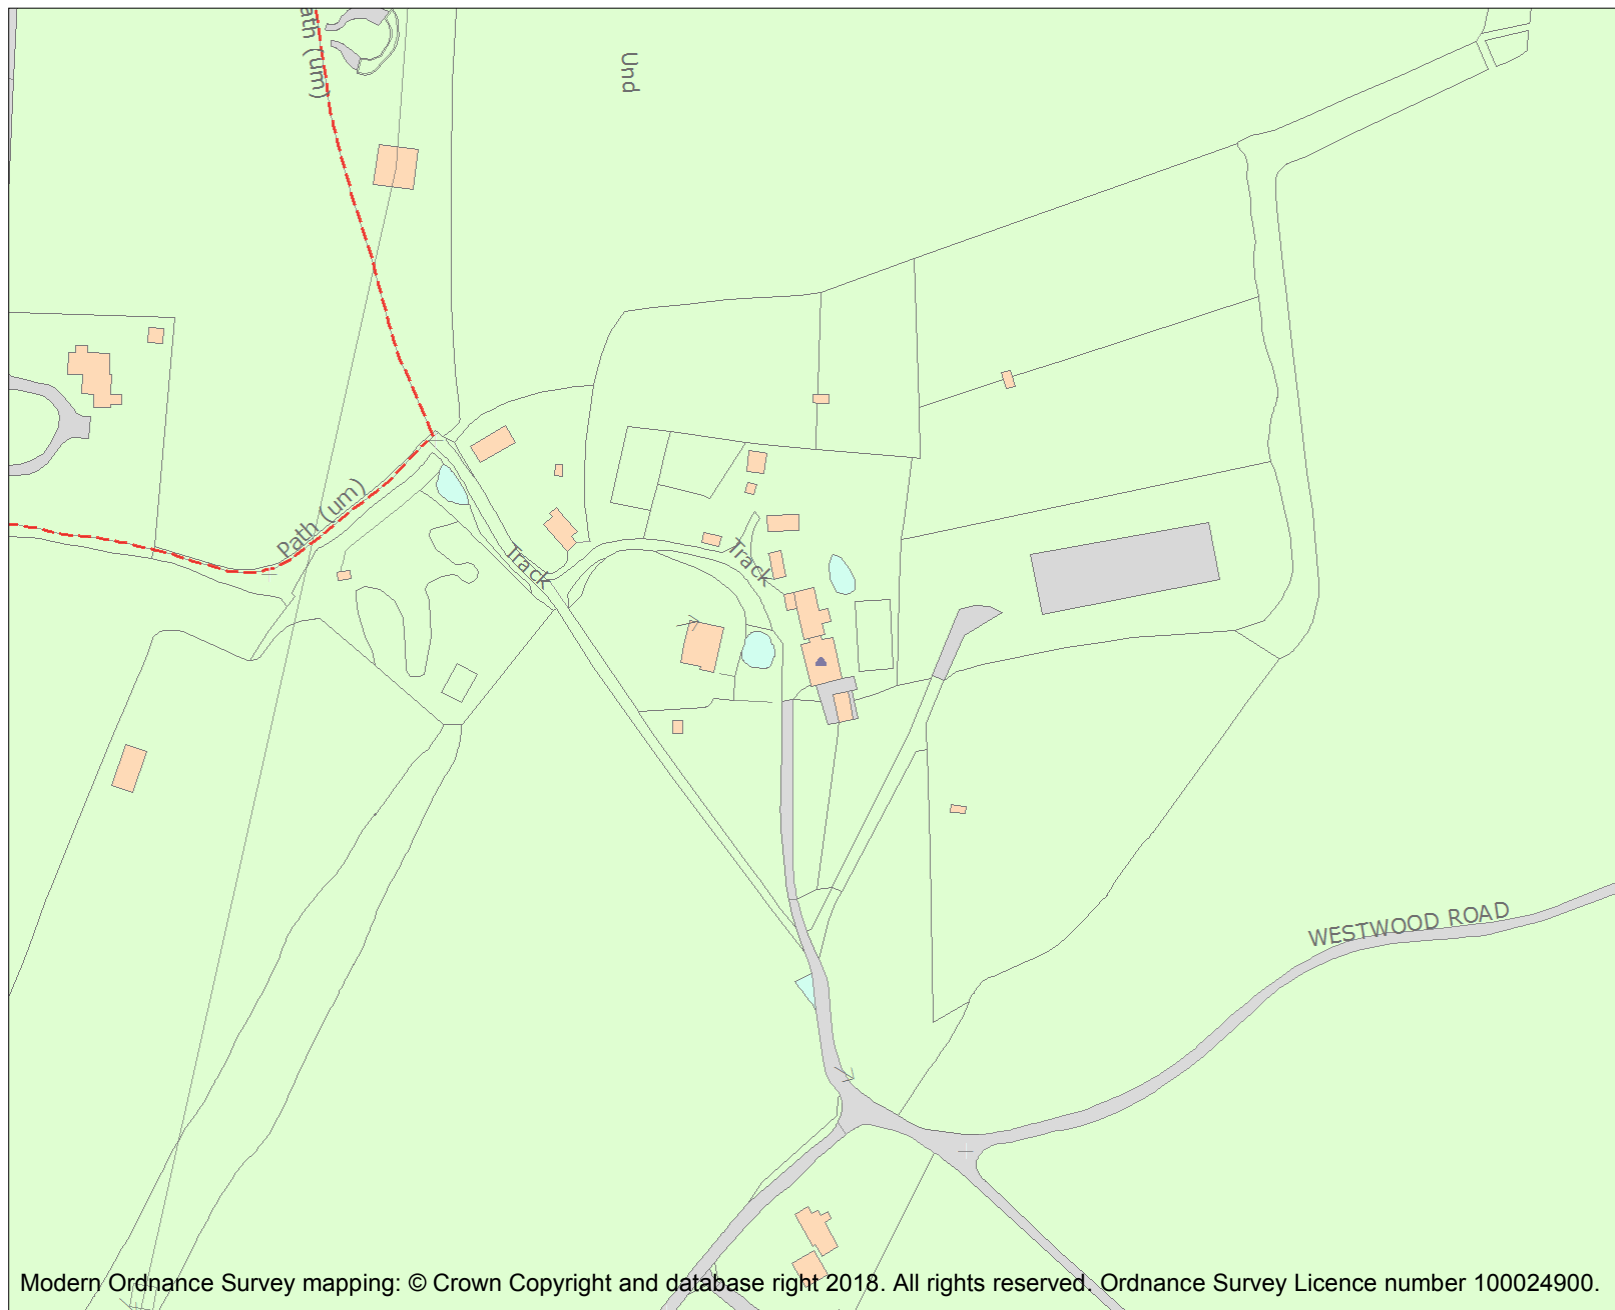 ath (um)
Und
Path (um)
Track
Track
WESTWOOD ROAD
Modern Ordnance Survey mapping: © Crown Copyright and database right 2018. All rights reserved. Ordnance Survey Licence number 100024900.